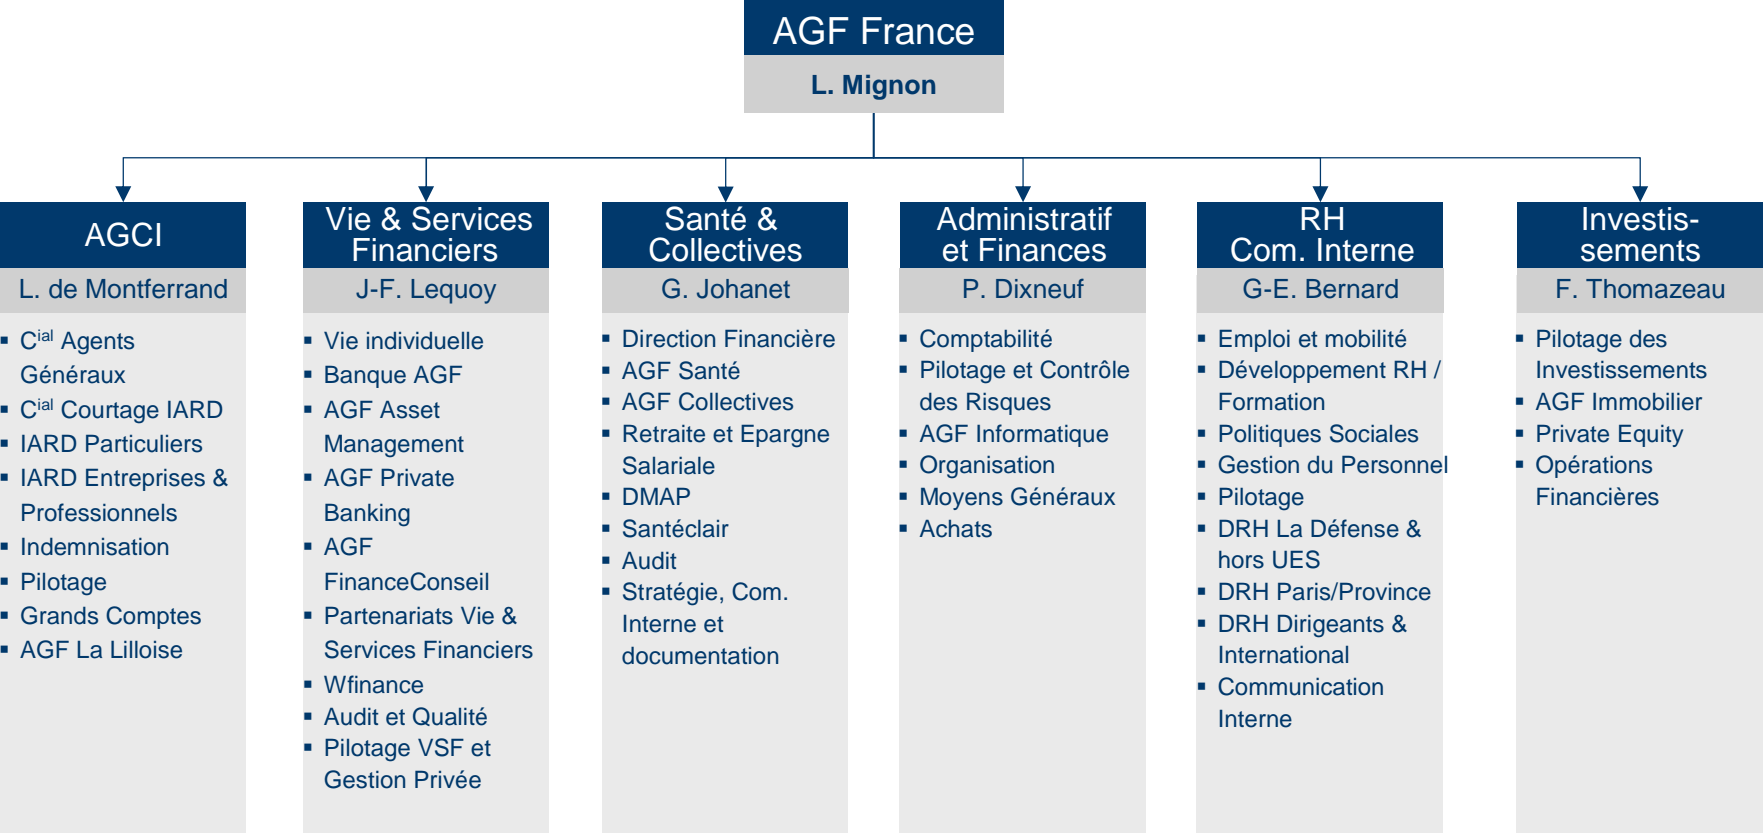 AGF France
L. Mignon
AGCI
L. de Montferrand
▪ Cial Agents
Généraux
▪ Cial Courtage IARD
▪ IARD Particuliers
▪ IARD Entreprises &
Professionnels
▪ Indemnisation
▪ Pilotage
▪ Grands Comptes
▪ AGF La Lilloise
Vie & Services
Financiers
J-F. Lequoy
▪ Vie individuelle
▪ Banque AGF
▪ AGF Asset
Management
▪ AGF Private
Banking
▪ AGF
FinanceConseil
▪ Partenariats Vie &
Services Financiers
▪ Wfinance
▪ Audit et Qualité
▪ Pilotage VSF et
Gestion Privée
Santé &
Collectives
G. Johanet
▪ Direction Financière
▪ AGF Santé
▪ AGF Collectives
▪ Retraite et Epargne
Salariale
▪ DMAP
▪ Santéclair
▪ Audit
▪ Stratégie, Com.
Interne et
documentation
Administratif
et Finances
P. Dixneuf
▪ Comptabilité
▪ Pilotage et Contrôle
des Risques
▪ AGF Informatique
▪ Organisation
▪ Moyens Généraux
▪ Achats
RH
Com. Interne
G-E. Bernard
▪ Emploi et mobilité
▪ Développement RH /
Formation
▪ Politiques Sociales
▪ Gestion du Personnel
▪ Pilotage
▪ DRH La Défense &
hors UES
▪ DRH Paris/Province
▪ DRH Dirigeants &
International
▪ Communication
Interne
Investis-
sements
F. Thomazeau
▪ Pilotage des
Investissements
▪ AGF Immobilier
▪ Private Equity
▪ Opérations
Financières